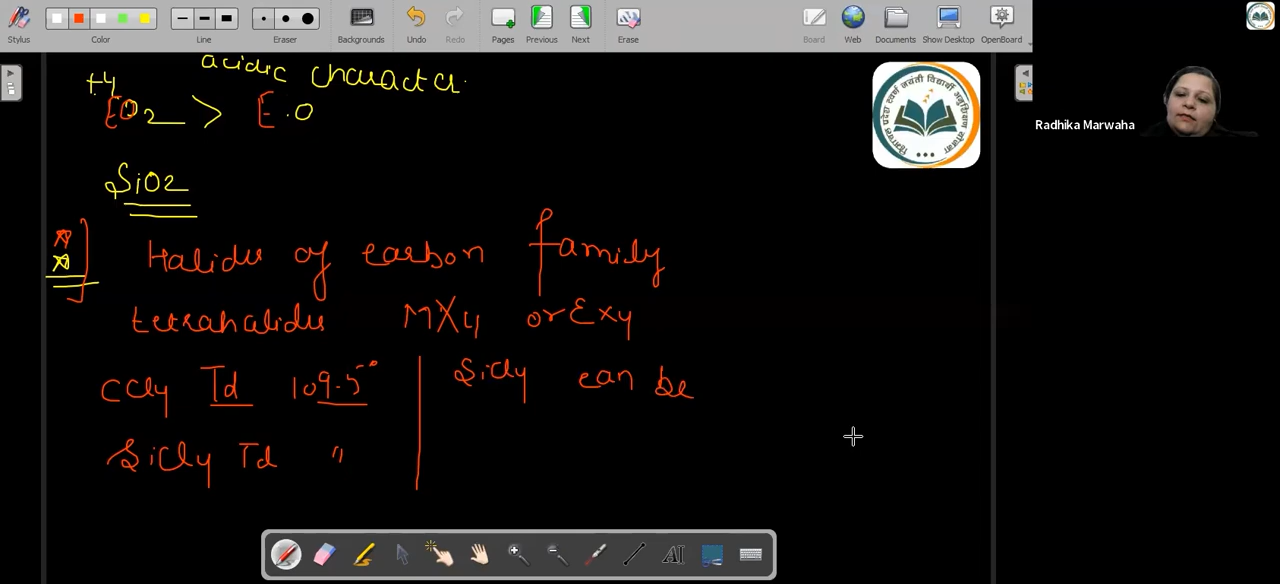 Stylus Color Line Eraser Backgrounds Undo Redo Pages Previous Next Erase Board Web Documents Show Desktop OpenBoard
acidic character
+4
EO2 > E.O
SiO2
Halides of carbon family
tetrahalides MX4 or EX4
CCl4 Td 109.5°
SiCl4 can be
SiCl4 Td "
Radhika Marwaha